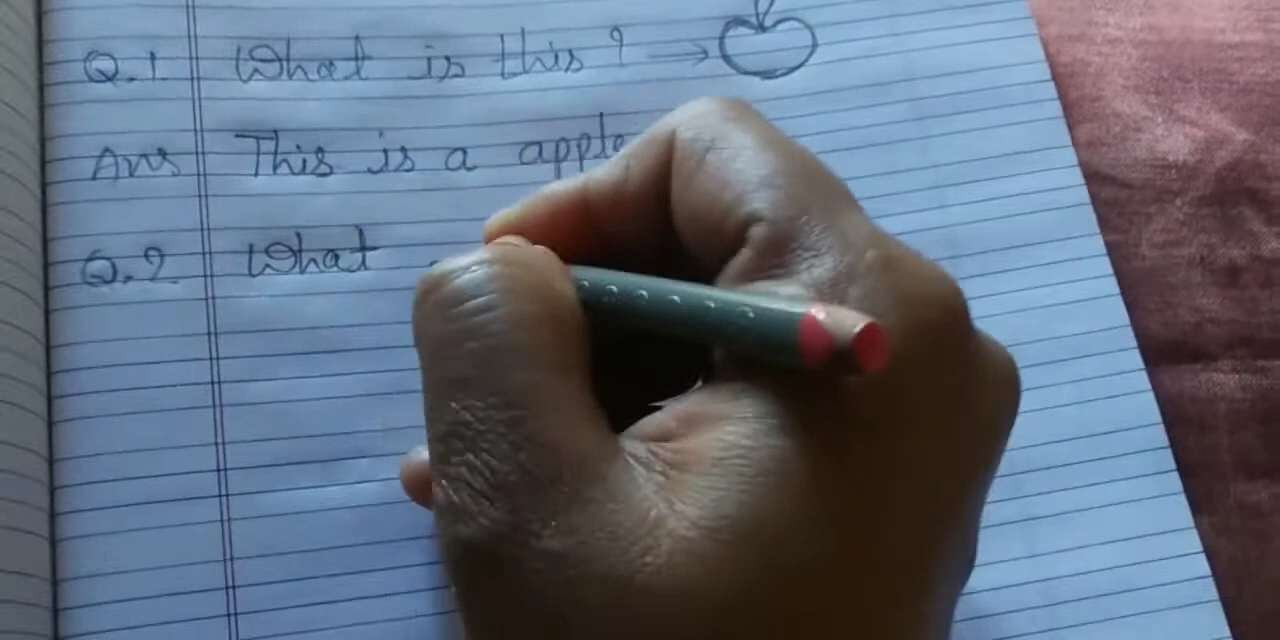 Q.1 What is this ? →
Ans This is a apple
Q.2 What